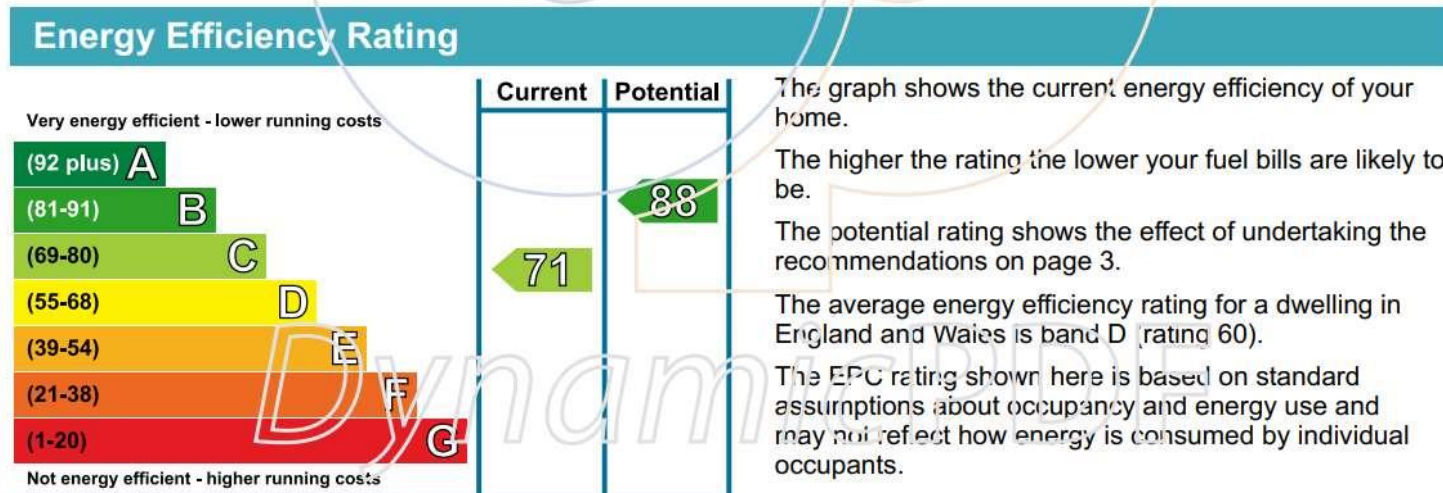 Energy Efficiency Rating
Current Potential
Very energy efficient - lower running costs
(92 plus) A
(81-91) B
88
(69-80) C
71
(55-68) D
(39-54) E
(21-38) F
(1-20) G
Not energy efficient - higher running costs
The graph shows the current energy efficiency of your
home.
The higher the rating the lower your fuel bills are likely to
be.
The potential rating shows the effect of undertaking the
recommendations on page 3.
The average energy efficiency rating for a dwelling in
England and Wales is band D (rating 60).
The EPC rating shown here is based on standard
assumptions about occupancy and energy use and
may not reflect how energy is consumed by individual
occupants.
DynamicPDF